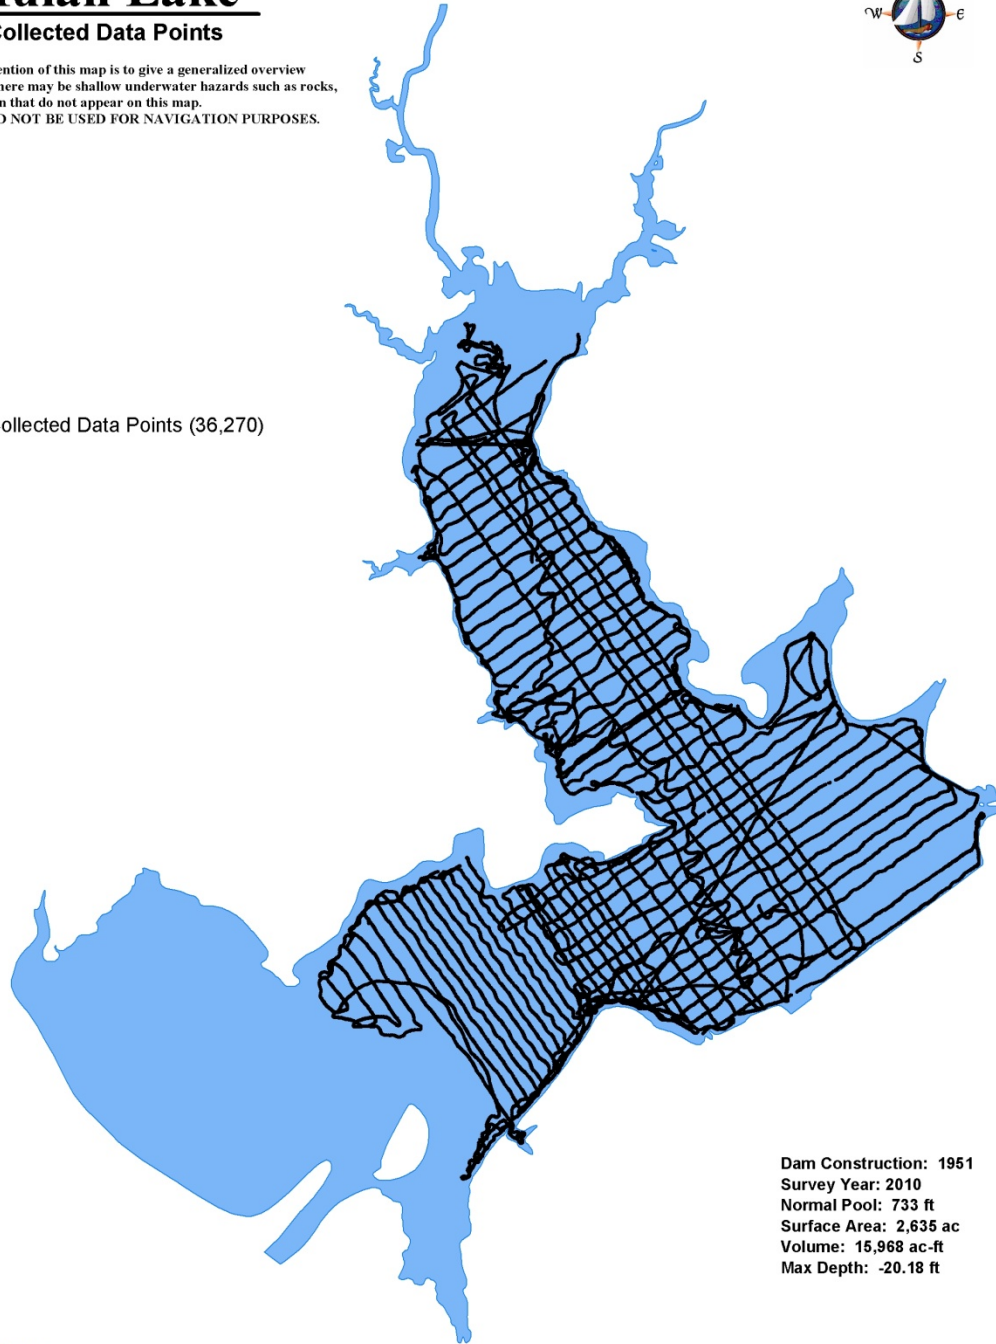 Lake
Collected Data Points
ention of this map is to give a generalized overview
here may be shallow underwater hazards such as rocks,
n that do not appear on this map.
O NOT BE USED FOR NAVIGATION PURPOSES.
W E
S
ollected Data Points (36,270)
Dam Construction: 1951
Survey Year: 2010
Normal Pool: 733 ft
Surface Area: 2,635 ac
Volume: 15,968 ac-ft
Max Depth: -20.18 ft